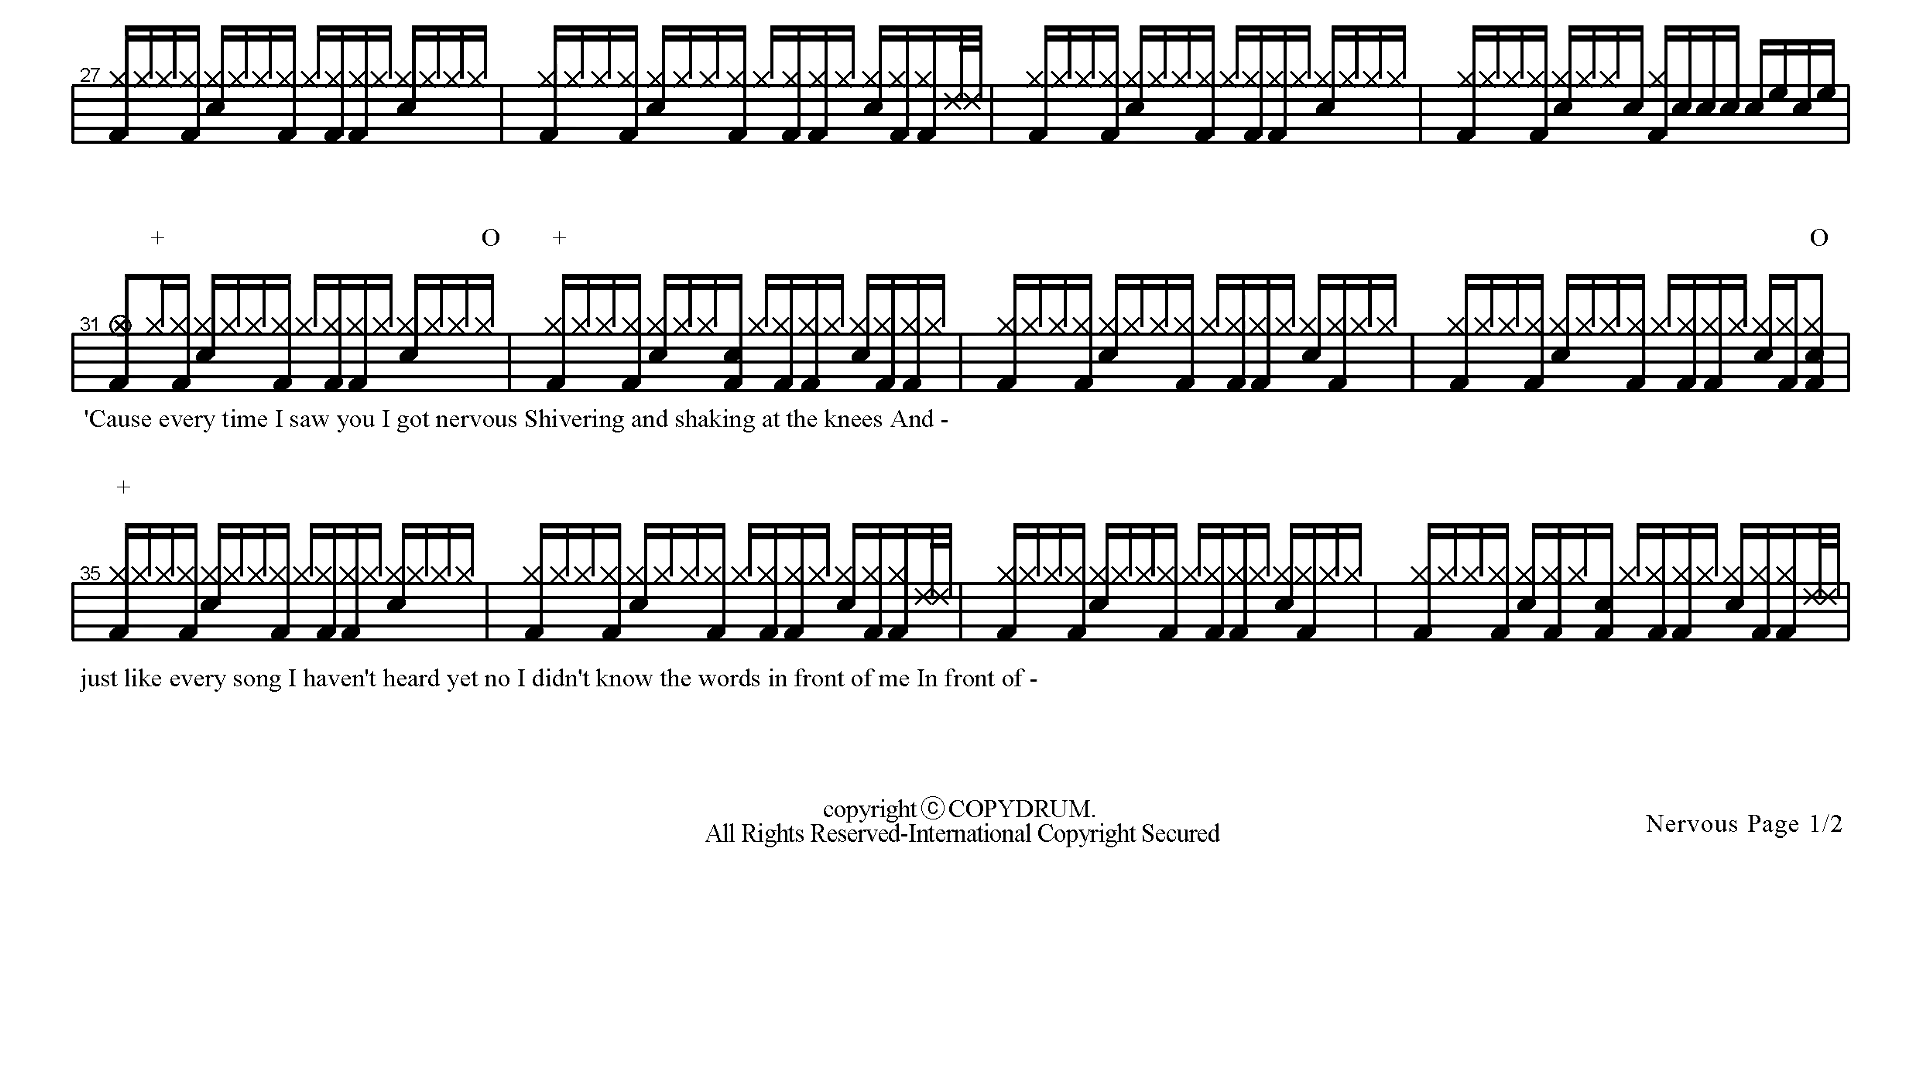 27
+ O + O
31
'Cause every time I saw you I got nervous Shivering and shaking at the knees And -
+
35
just like every song I haven't heard yet no I didn't know the words in front of me In front of -
copyright ⓒ COPYDRUM.
All Rights Reserved-International Copyright Secured
Nervous Page 1/2